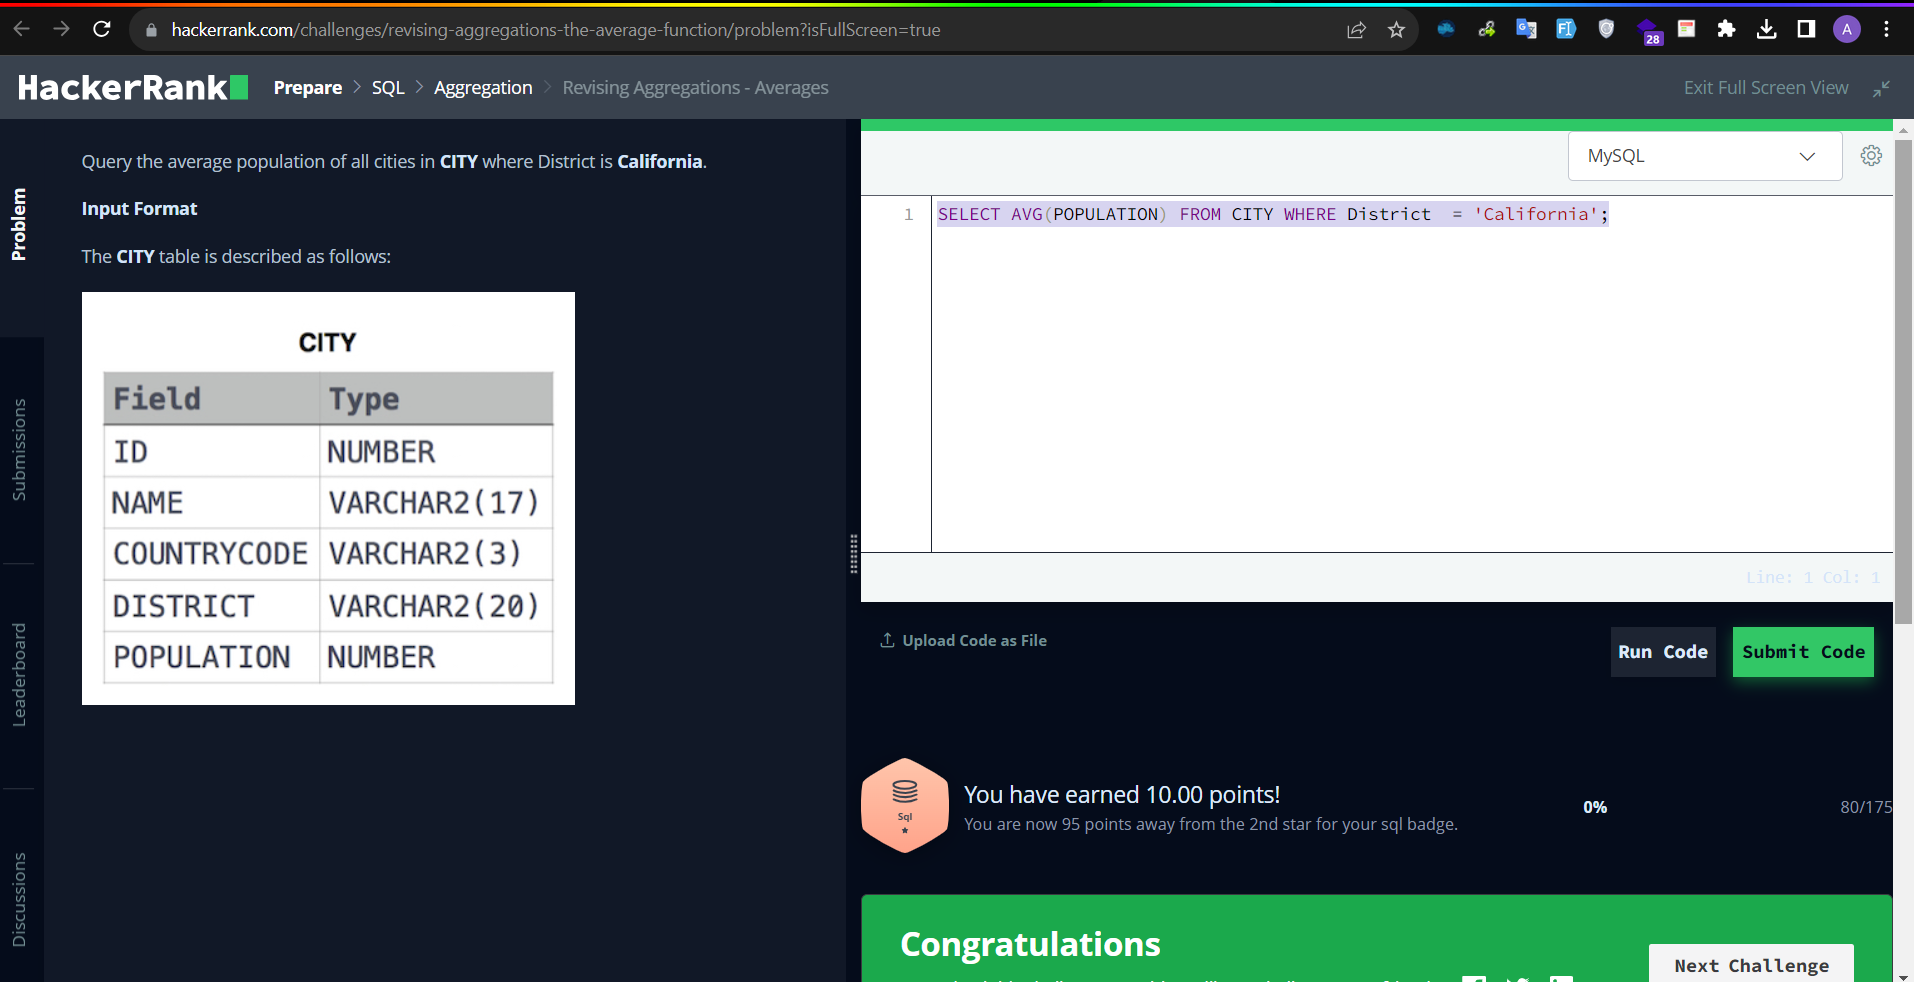 hackerrank.com/challenges/revising-aggregations-the-average-function/problem?isFullScreen=true
28
A
HackerRank
Prepare > SQL > Aggregation > Revising Aggregations - Averages
Exit Full Screen View
Problem
Submissions
Leaderboard
Discussions
Query the average population of all cities in CITY where District is California.
Input Format
The CITY table is described as follows:
CITY
Field Type
ID NUMBER
NAME VARCHAR2(17)
COUNTRYCODE VARCHAR2(3)
DISTRICT VARCHAR2(20)
POPULATION NUMBER
MySQL
1 SELECT AVG(POPULATION) FROM CITY WHERE District  = 'California';
Line: 1 Col: 1
Upload Code as File
Run Code
Submit Code
Sql
You have earned 10.00 points!
You are now 95 points away from the 2nd star for your sql badge.
0%
80/175
Congratulations
Next Challenge